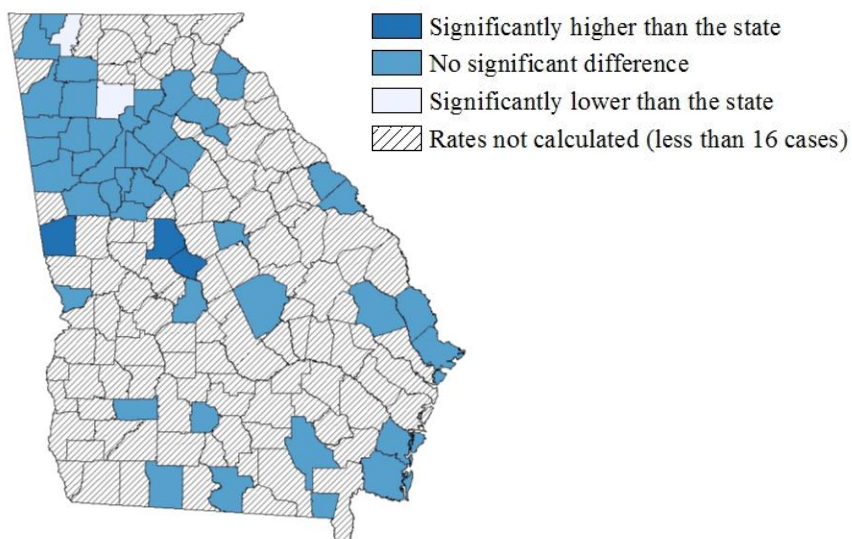 Significantly higher than the state
No significant difference
Significantly lower than the state
Rates not calculated (less than 16 cases)